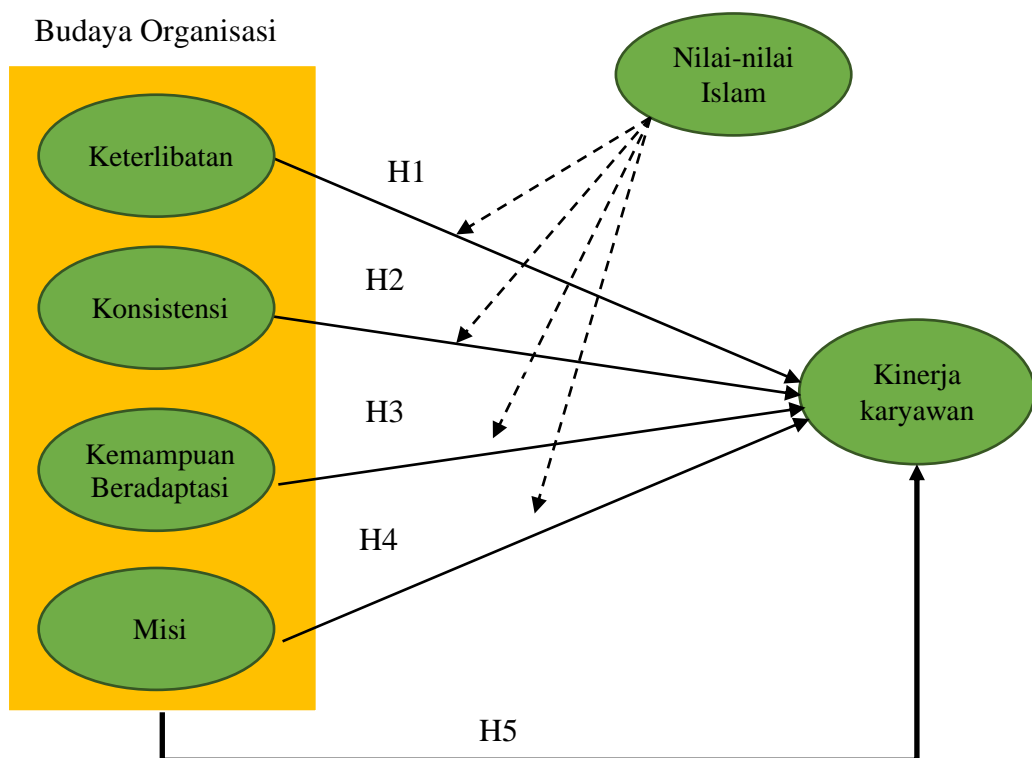 Budaya Organisasi
Nilai-nilai
Islam
Keterlibatan
H1
Konsistensi
H2
Kinerja
karyawan
H3
Kemampuan
Beradaptasi
H4
Misi
H5